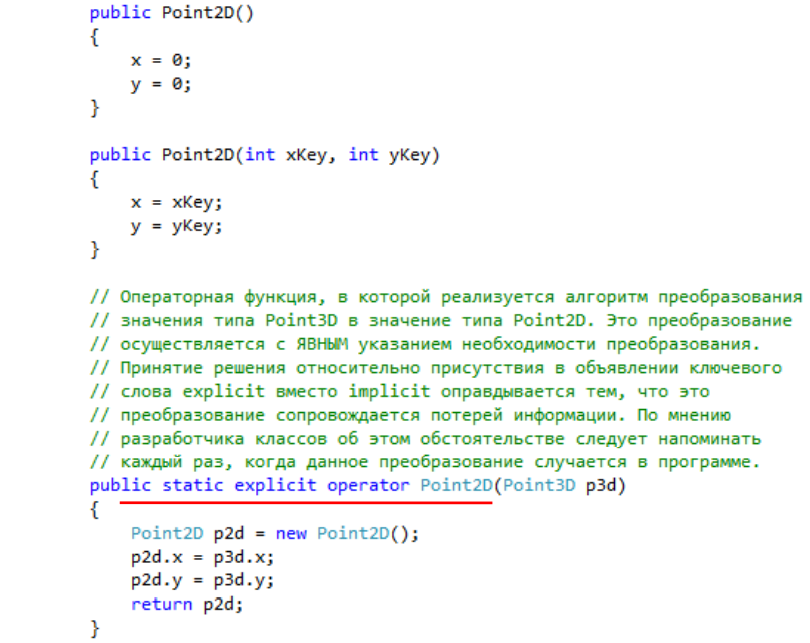 public Point2D()
{
x = 0;
y = 0;
}
public Point2D(int xKey, int yKey)
{
x = xKey;
y = yKey;
}
// Операторная функция, в которой реализуется алгоритм преобразования
// значения типа Point3D в значение типа Point2D. Это преобразование
// осуществляется с ЯВНЫМ указанием необходимости преобразования.
// Принятие решения относительно присутствия в объявлении ключевого
// слова explicit вместо implicit оправдывается тем, что это
// преобразование сопровождается потерей информации. По мнению
// разработчика классов об этом обстоятельстве следует напоминать
// каждый раз, когда данное преобразование случается в программе.
public static explicit operator Point2D(Point3D p3d)
{
Point2D p2d = new Point2D();
p2d.x = p3d.x;
p2d.y = p3d.y;
return p2d;
}